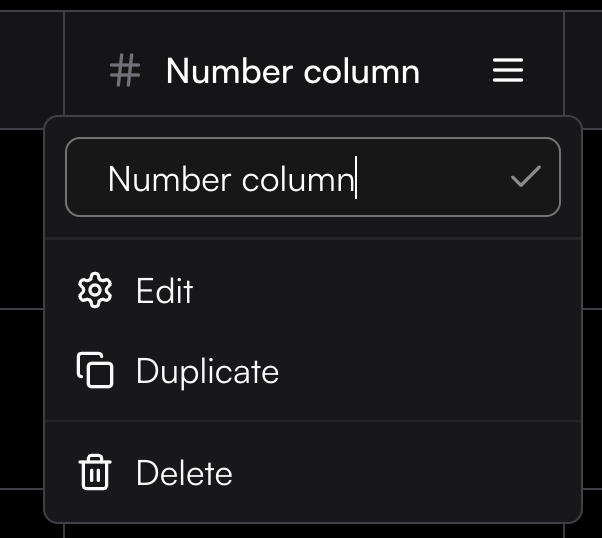 # Number column
Number column
Edit
Duplicate
Delete